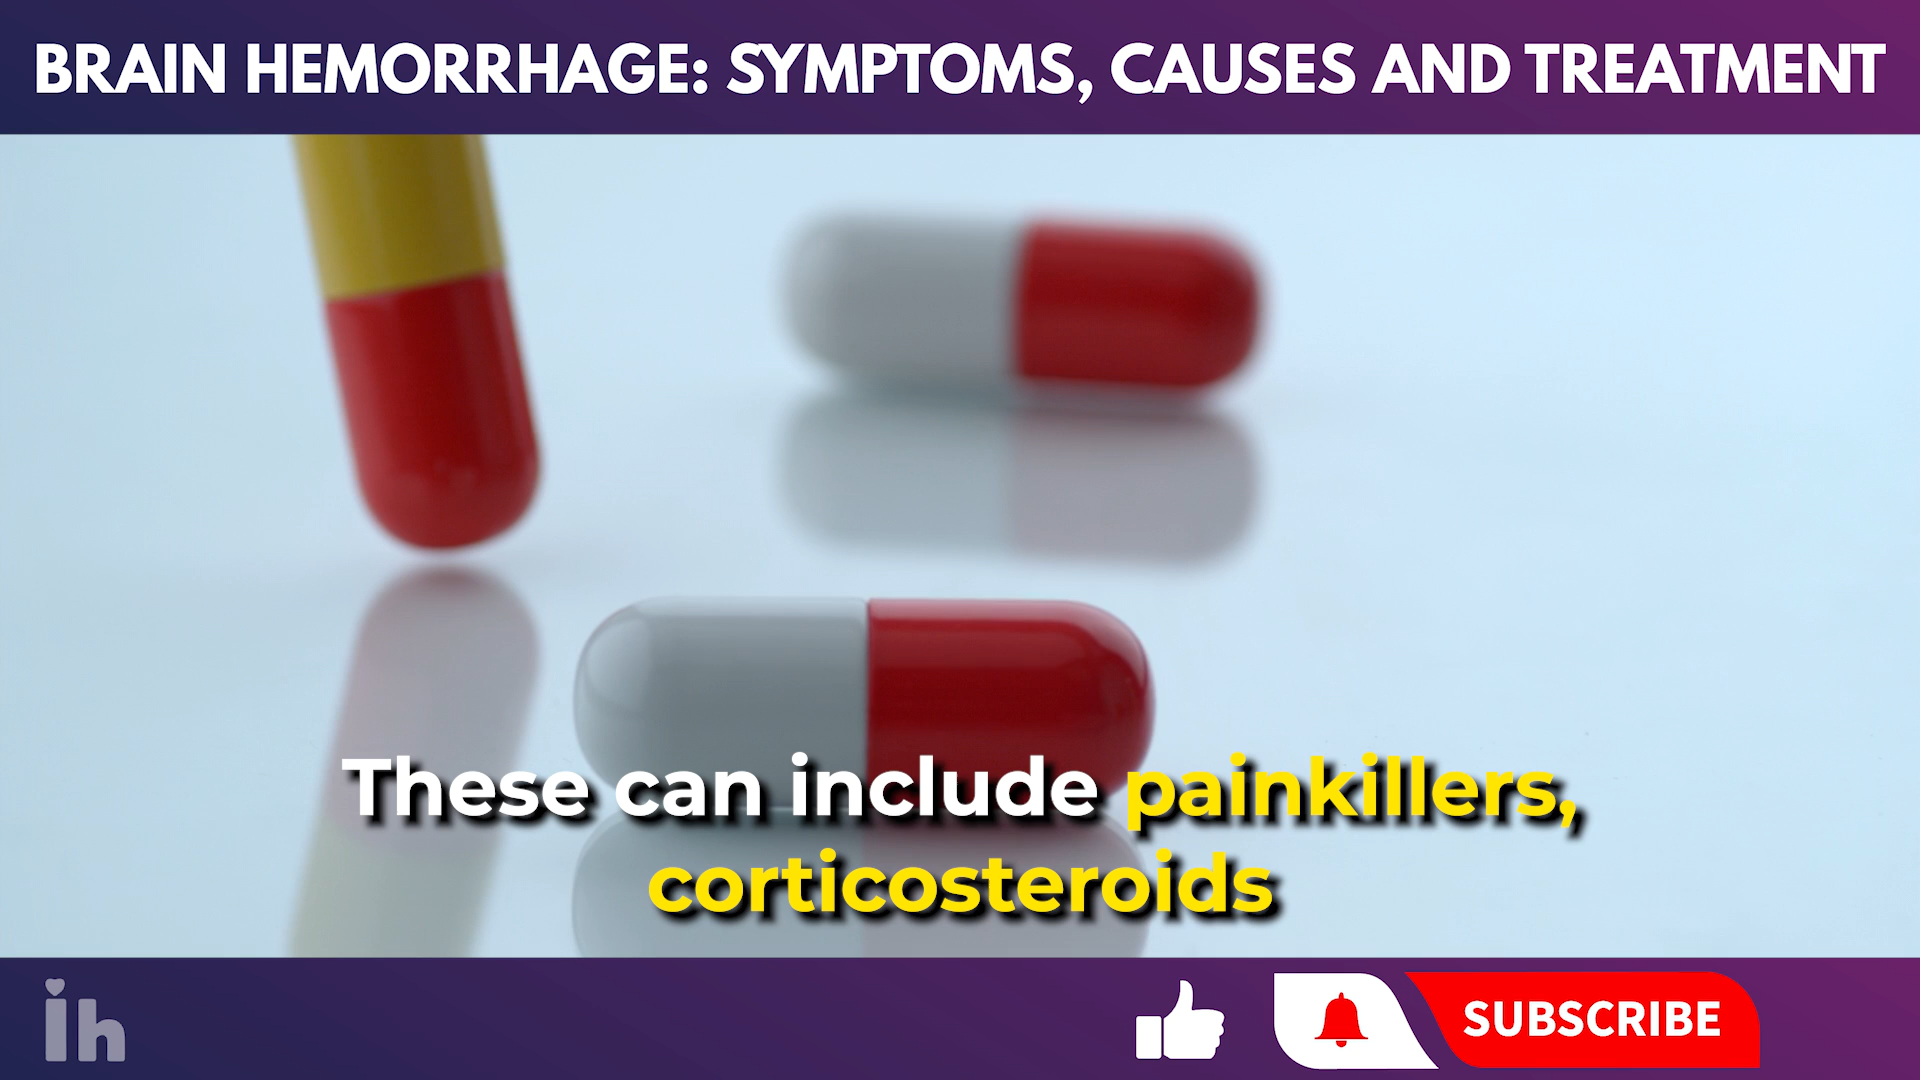 BRAIN HEMORRHAGE: SYMPTOMS, CAUSES AND TREATMENT
These can include painkillers,
corticosteroids
ih
SUBSCRIBE